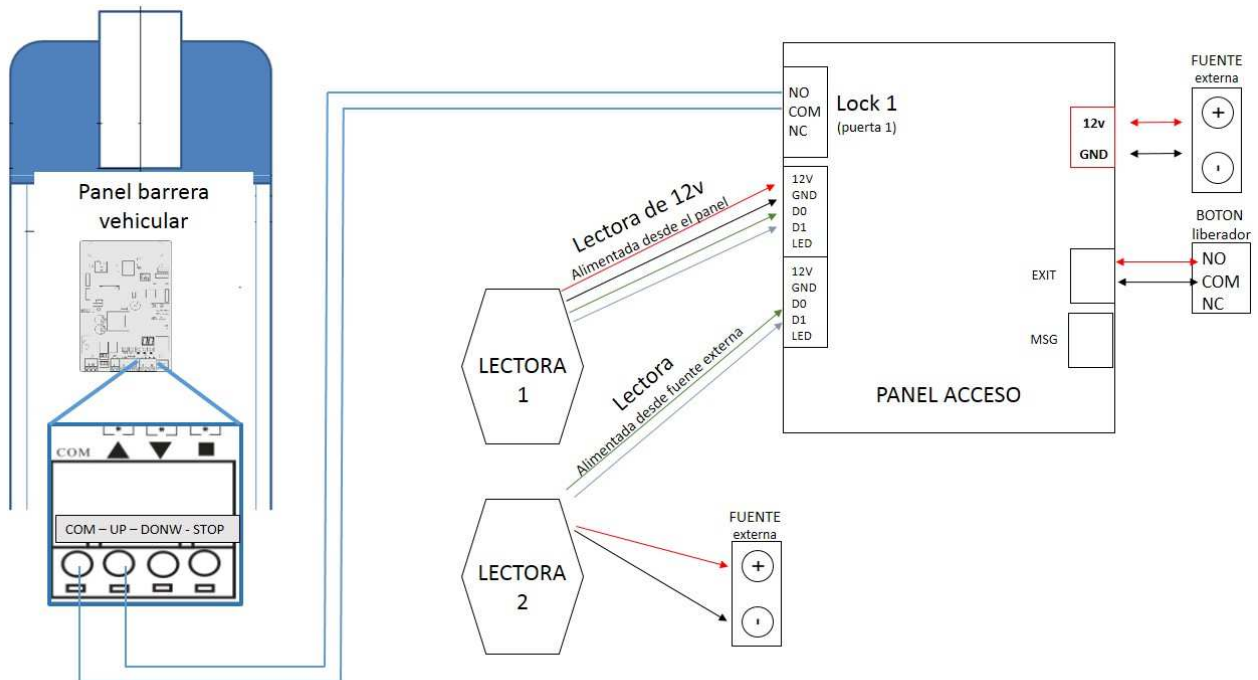 Panel barrera
vehicular
COM
COM – UP – DONW - STOP
NO
COM
NC
Lock 1
(puerta 1)
12V
GND
D0
D1
LED
12V
GND
D0
D1
LED
Lectora de 12v
Alimentada desde el panel
LECTORA
1
Lectora
Alimentada desde fuente externa
LECTORA
2
FUENTE
externa
+
-
PANEL ACCESO
12v
GND
FUENTE
externa
+
-
EXIT
MSG
BOTON
liberador
NO
COM
NC